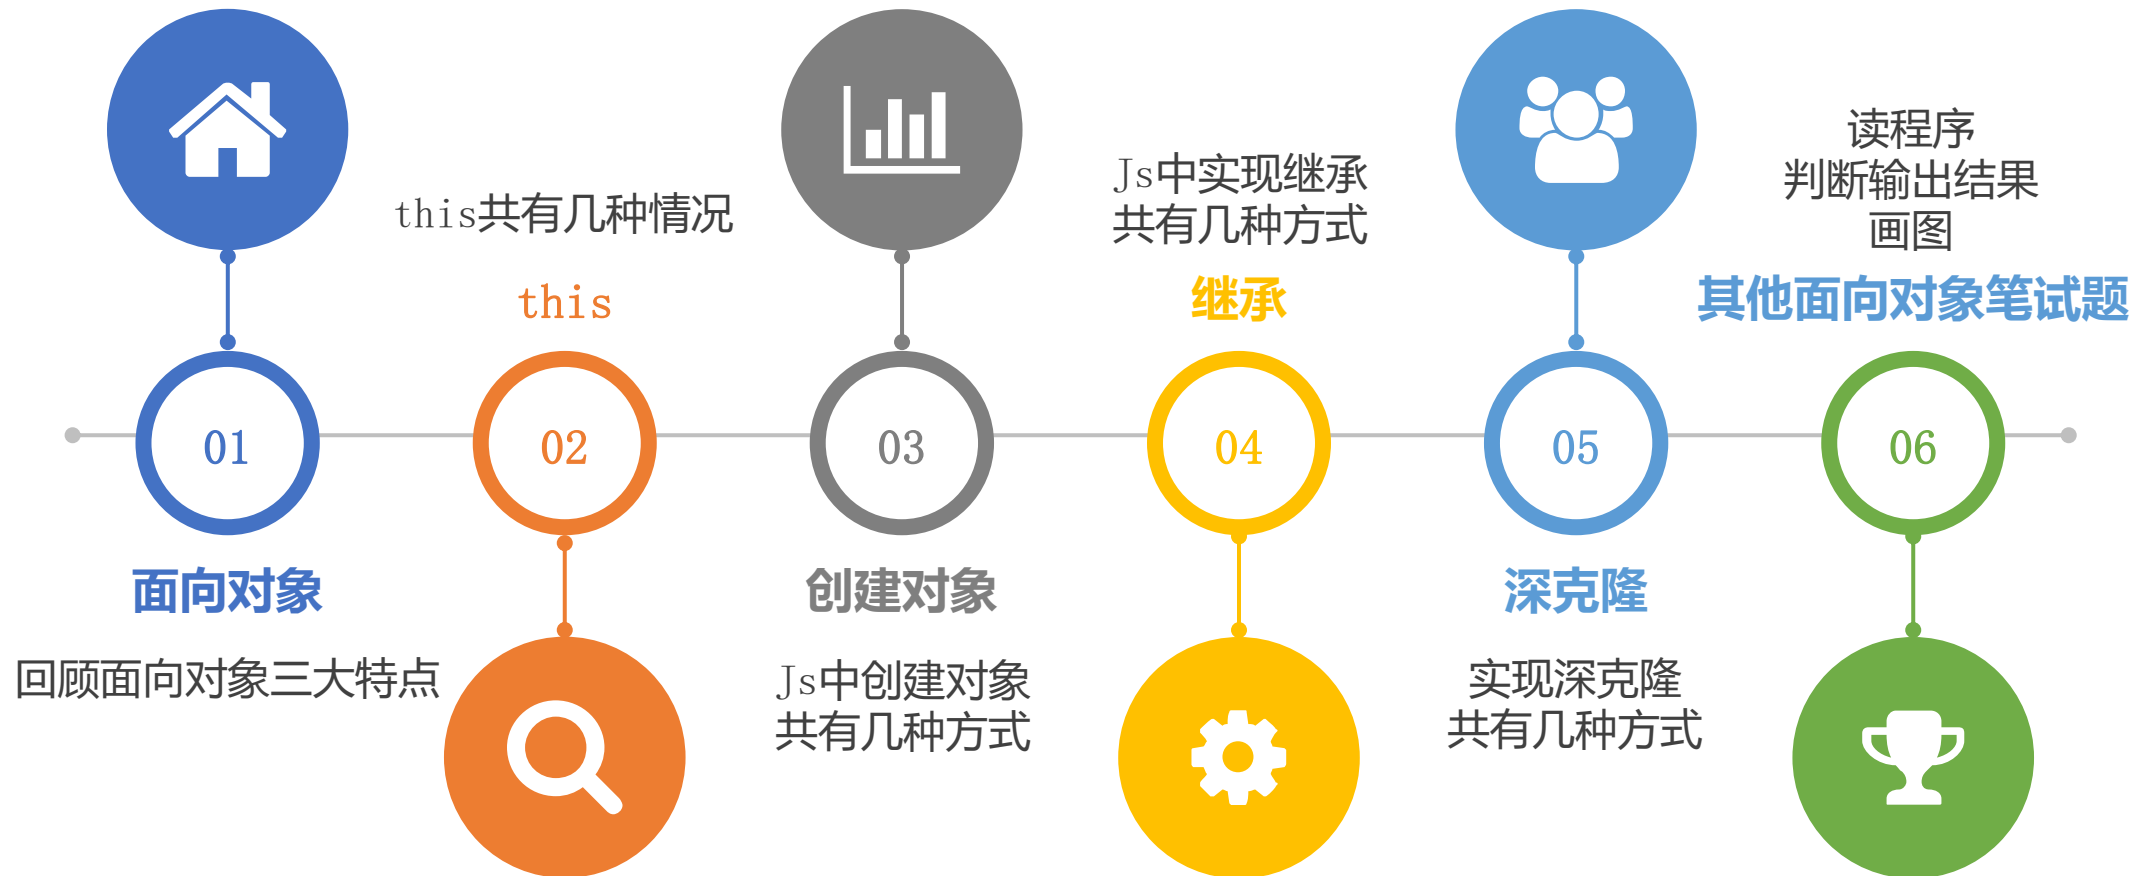 01
面向对象
回顾面向对象三大特点
this共有几种情况
this
02
03
创建对象
Js中创建对象
共有几种方式
Js中实现继承
共有几种方式
继承
04
05
深克隆
实现深克隆
共有几种方式
读程序
判断输出结果
画图
其他面向对象笔试题
06